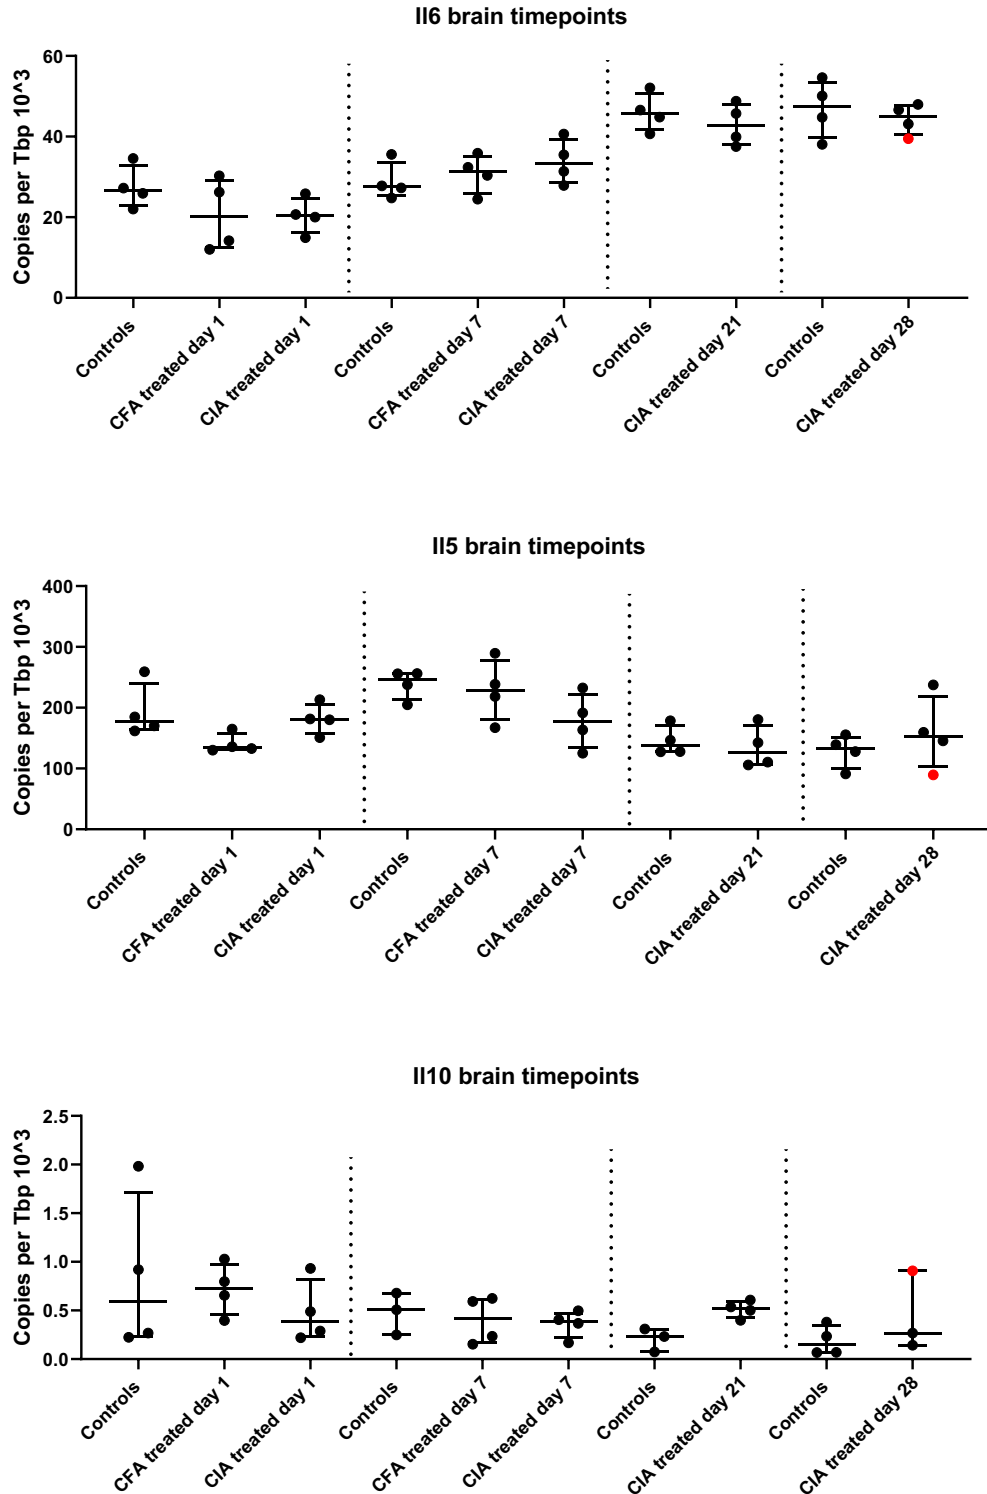 Il6 brain timepoints
Copies per Tbp 10^3
60
40
20
0
Controls
CFA treated day 1
CIA treated day 1
Controls
CFA treated day 7
CIA treated day 7
Controls
CIA treated day 21
Controls
CIA treated day 28
Il5 brain timepoints
Copies per Tbp 10^3
400
300
200
100
0
Controls
CFA treated day 1
CIA treated day 1
Controls
CFA treated day 7
CIA treated day 7
Controls
CIA treated day 21
Controls
CIA treated day 28
Il10 brain timepoints
Copies per Tbp 10^3
2.5
2.0
1.5
1.0
0.5
0.0
Controls
CFA treated day 1
CIA treated day 1
Controls
CFA treated day 7
CIA treated day 7
Controls
CIA treated day 21
Controls
CIA treated day 28